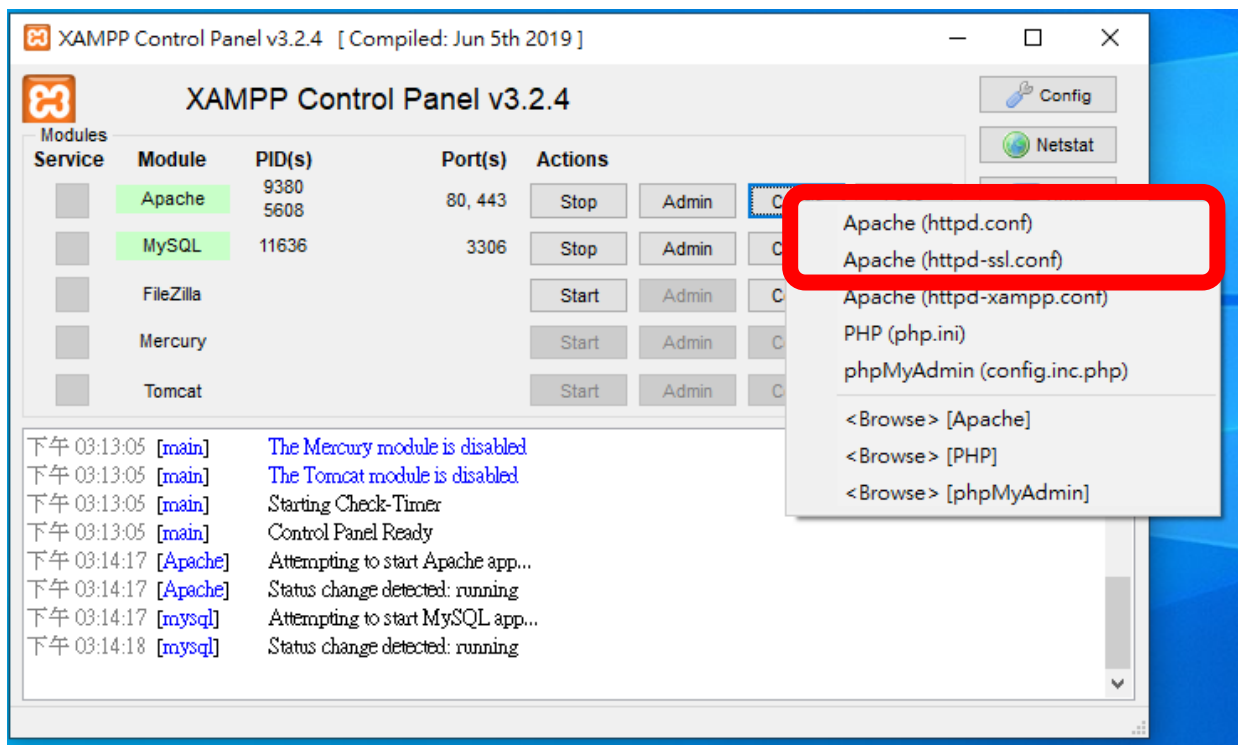 XAMPP Control Panel v3.2.4 [ Compiled: Jun 5th 2019 ]
XAMPP Control Panel v3.2.4
Config
Modules
Netstat
Service Module PID(s) Port(s) Actions
Apache 9380 5608 80, 443 Stop Admin
MySQL 11636 3306 Stop Admin
FileZilla Start Admin
Mercury Start Admin
Tomcat Start Admin
Apache (httpd.conf)
Apache (httpd-ssl.conf)
Apache (httpd-xampp.conf)
PHP (php.ini)
phpMyAdmin (config.inc.php)
<Browse> [Apache]
<Browse> [PHP]
<Browse> [phpMyAdmin]
下午 03:13:05 [main] The Mercury module is disabled
下午 03:13:05 [main] The Tomcat module is disabled
下午 03:13:05 [main] Starting Check-Timer
下午 03:13:05 [main] Control Panel Ready
下午 03:14:17 [Apache] Attempting to start Apache app...
下午 03:14:17 [Apache] Status change detected: running
下午 03:14:17 [mysql] Attempting to start MySQL app...
下午 03:14:18 [mysql] Status change detected: running